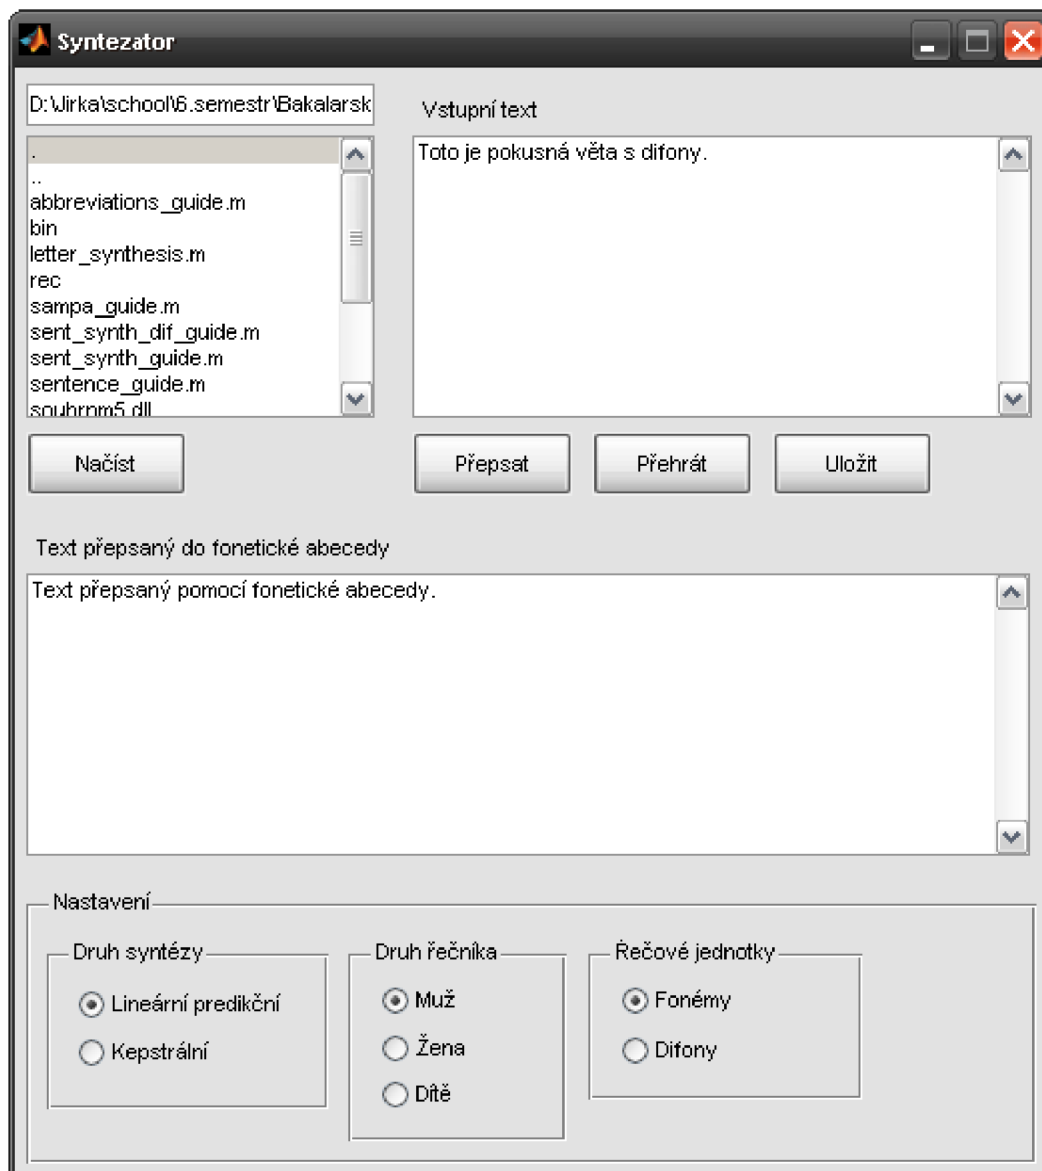 Syntezator
D:\Jirka\school\6.semestr\Bakalarsk
.
..
abbreviations_guide.m
bin
letter_synthesis.m
rec
sampa_guide.m
sent_synth_dif_guide.m
sent_synth_guide.m
sentence_guide.m
Načíst
Vstupní text
Toto je pokusná věta s difony.
Přepsat
Přehrát
Uložit
Text přepsaný do fonetické abecedy
Text přepsaný pomocí fonetické abecedy.
Nastavení
Druh syntézy
Lineární predikční
Kepstrální
Druh řečníka
Muž
Žena
Dítě
Řečové jednotky
Fonémy
Difony